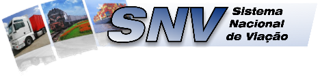 SNV
Sistema
Nacional
de Viação